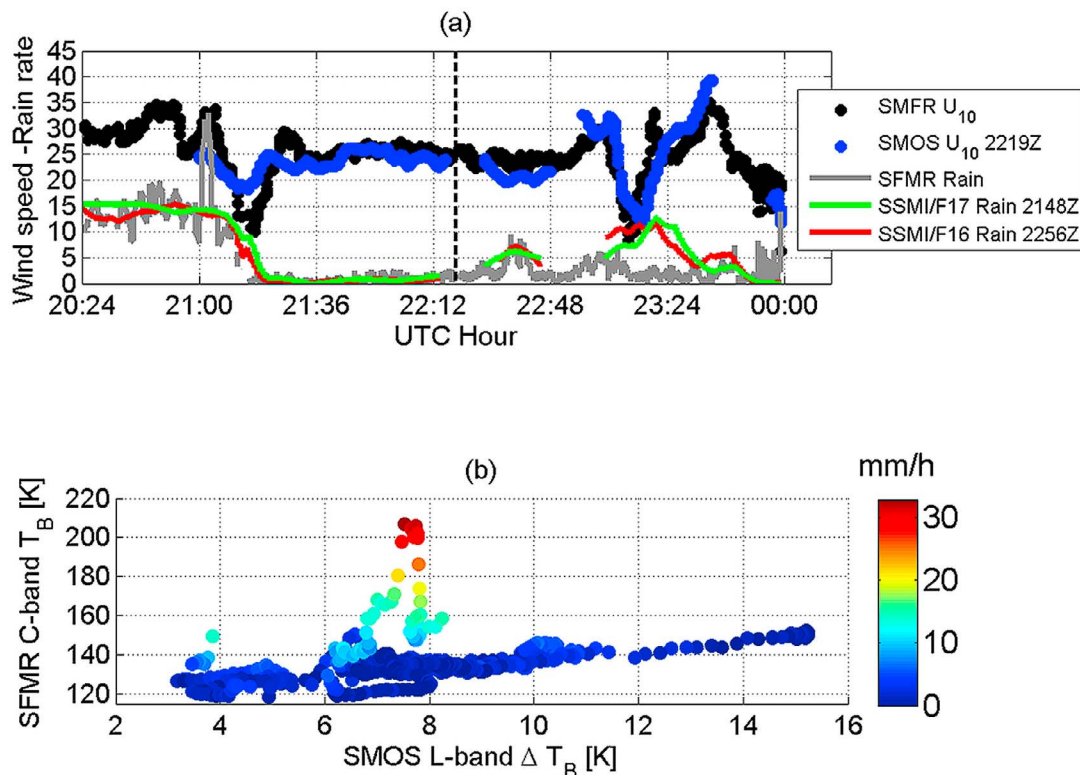 (a)
Wind speed -Rain rate
45
40
35
30
25
20
15
10
5
0
20:24 21:00 21:36 22:12 22:48 23:24 00:00
UTC Hour
SMFR U10
SMOS U10 2219Z
SFMR Rain
SSMI/F17 Rain 2148Z
SSMI/F16 Rain 2256Z
(b)
mm/h
SFMR C-band TB [K]
220
200
180
160
140
120
2 4 6 8 10 12 14 16
SMOS L-band Δ TB [K]
30
20
10
0